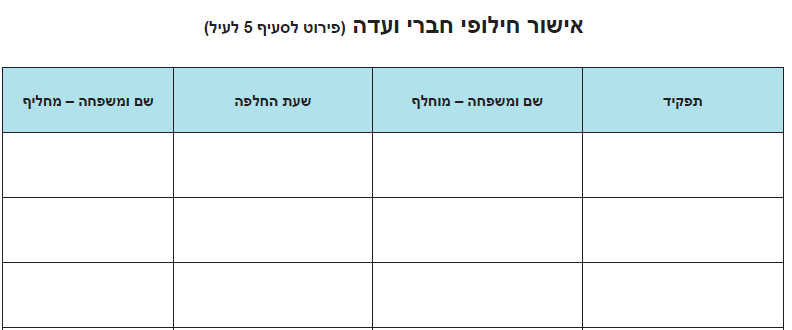 אישור חילופי חברי ועדה (פירוט לסעיף 5 לעיל)
תפקיד שם ומשפחה – מוחלף שעת החלפה שם ומשפחה – מחליף